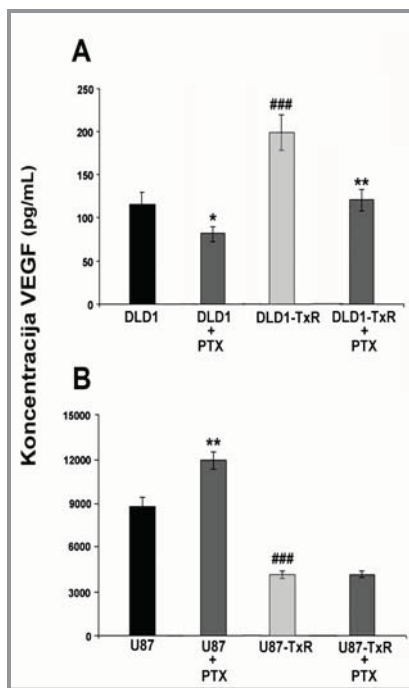 Koncentracija VEGF (pg/mL)
A
250
200
150
100
50
0
*
###
**
DLD1
DLD1
+
PTX
DLD1-TxR
DLD1-TxR
+
PTX
B
15000
12000
9000
6000
3000
0
**
###
U87
U87
+
PTX
U87-TxR
U87-TxR
+
PTX